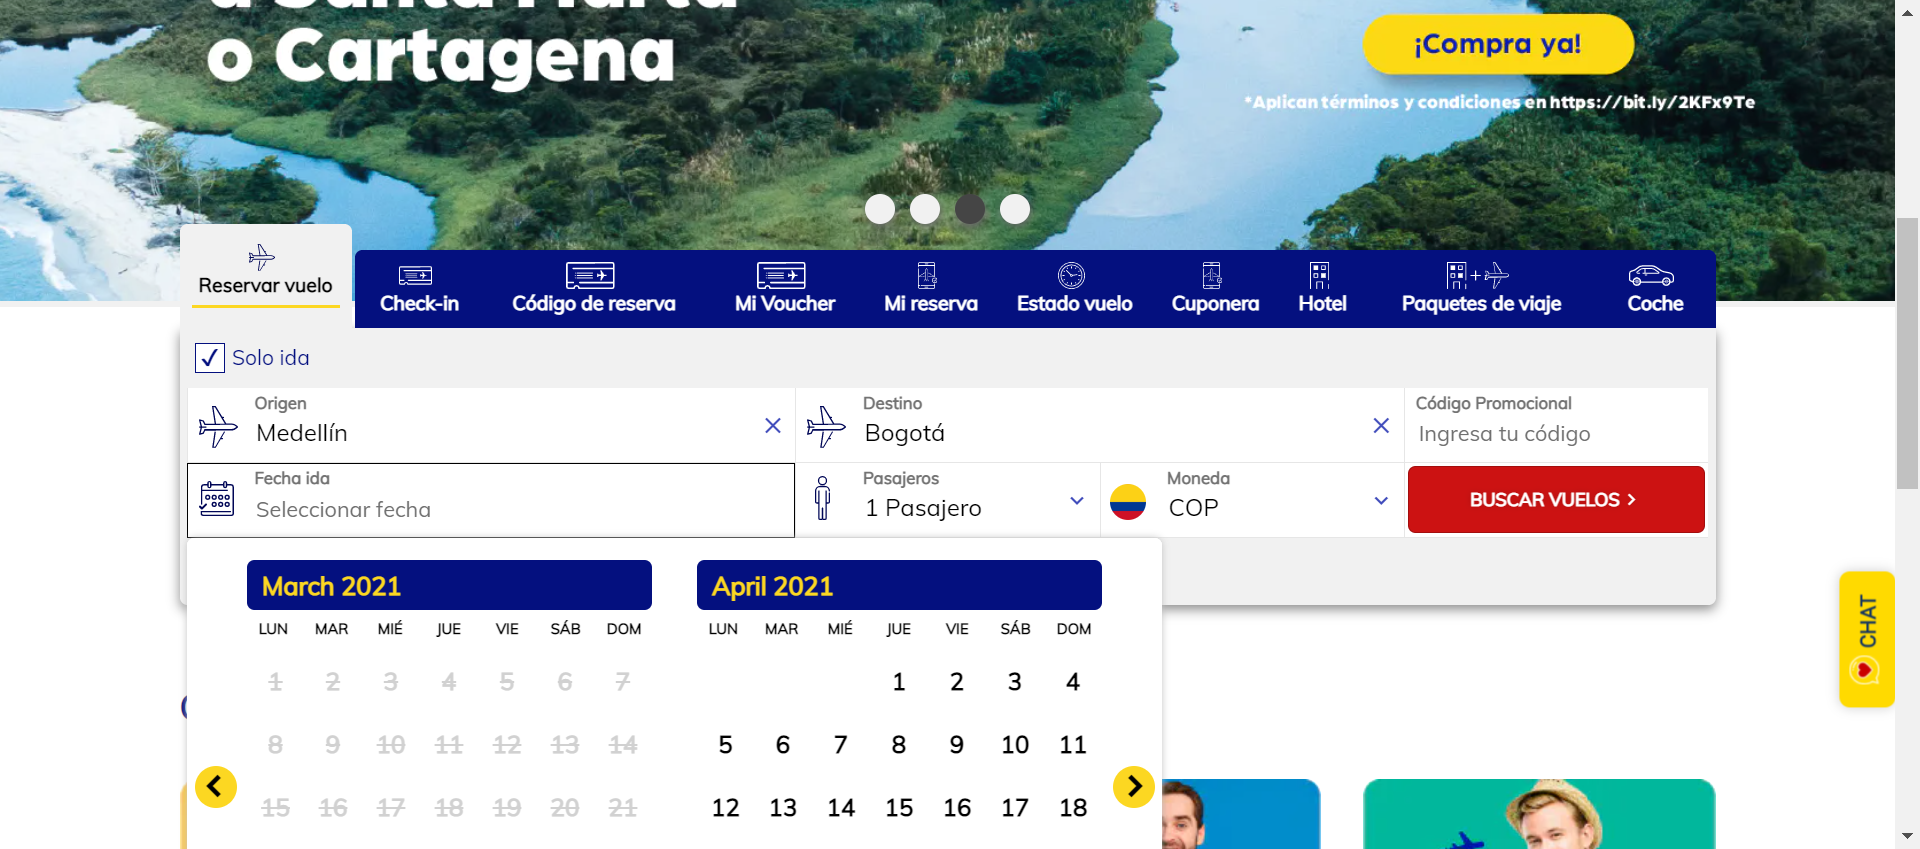 o Cartagena
¡Compra ya!
*Aplican términos y condiciones en https://bit.ly/2KFx9Te
Reservar vuelo
Check-in
Código de reserva
Mi Voucher
Mi reserva
Estado vuelo
Cuponera
Hotel
Paquetes de viaje
Coche
Solo ida
Origen
Medellín
Destino
Bogotá
Código Promocional
Ingresa tu código
Fecha ida
Seleccionar fecha
Pasajeros
1 Pasajero
Moneda
COP
BUSCAR VUELOS
March 2021
LUN MAR MIÉ JUE VIE SÁB DOM
1 2 3 4 5 6 7
8 9 10 11 12 13 14
15 16 17 18 19 20 21
April 2021
LUN MAR MIÉ JUE VIE SÁB DOM
1 2 3 4
5 6 7 8 9 10 11
12 13 14 15 16 17 18
CHAT